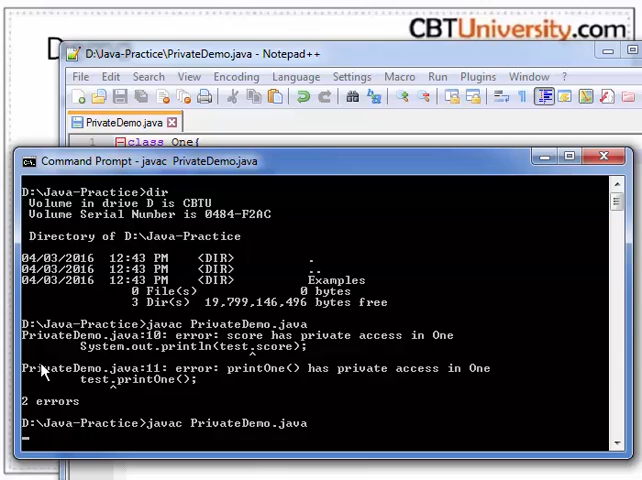 CBTUniversity.com
D:\Java-Practice\PrivateDemo.java - Notepad++
File Edit Search View Encoding Language Settings Macro Run Plugins Window ?
PrivateDemo.java
1 class One{
Command Prompt - javac PrivateDemo.java
D:\Java-Practice>dir
Volume in drive D is CBTU
Volume Serial Number is 0484-F2AC
Directory of D:\Java-Practice
04/03/2016 12:43 PM <DIR> .
04/03/2016 12:43 PM <DIR> ..
04/03/2016 12:43 PM <DIR> Examples
0 File(s) 0 bytes
3 Dir(s) 19,799,146,496 bytes free
D:\Java-Practice>javac PrivateDemo.java
PrivateDemo.java:10: error: score has private access in One
System.out.println(test.score);
^
PrivateDemo.java:11: error: printOne() has private access in One
test.printOne();
^
2 errors
D:\Java-Practice>javac PrivateDemo.java